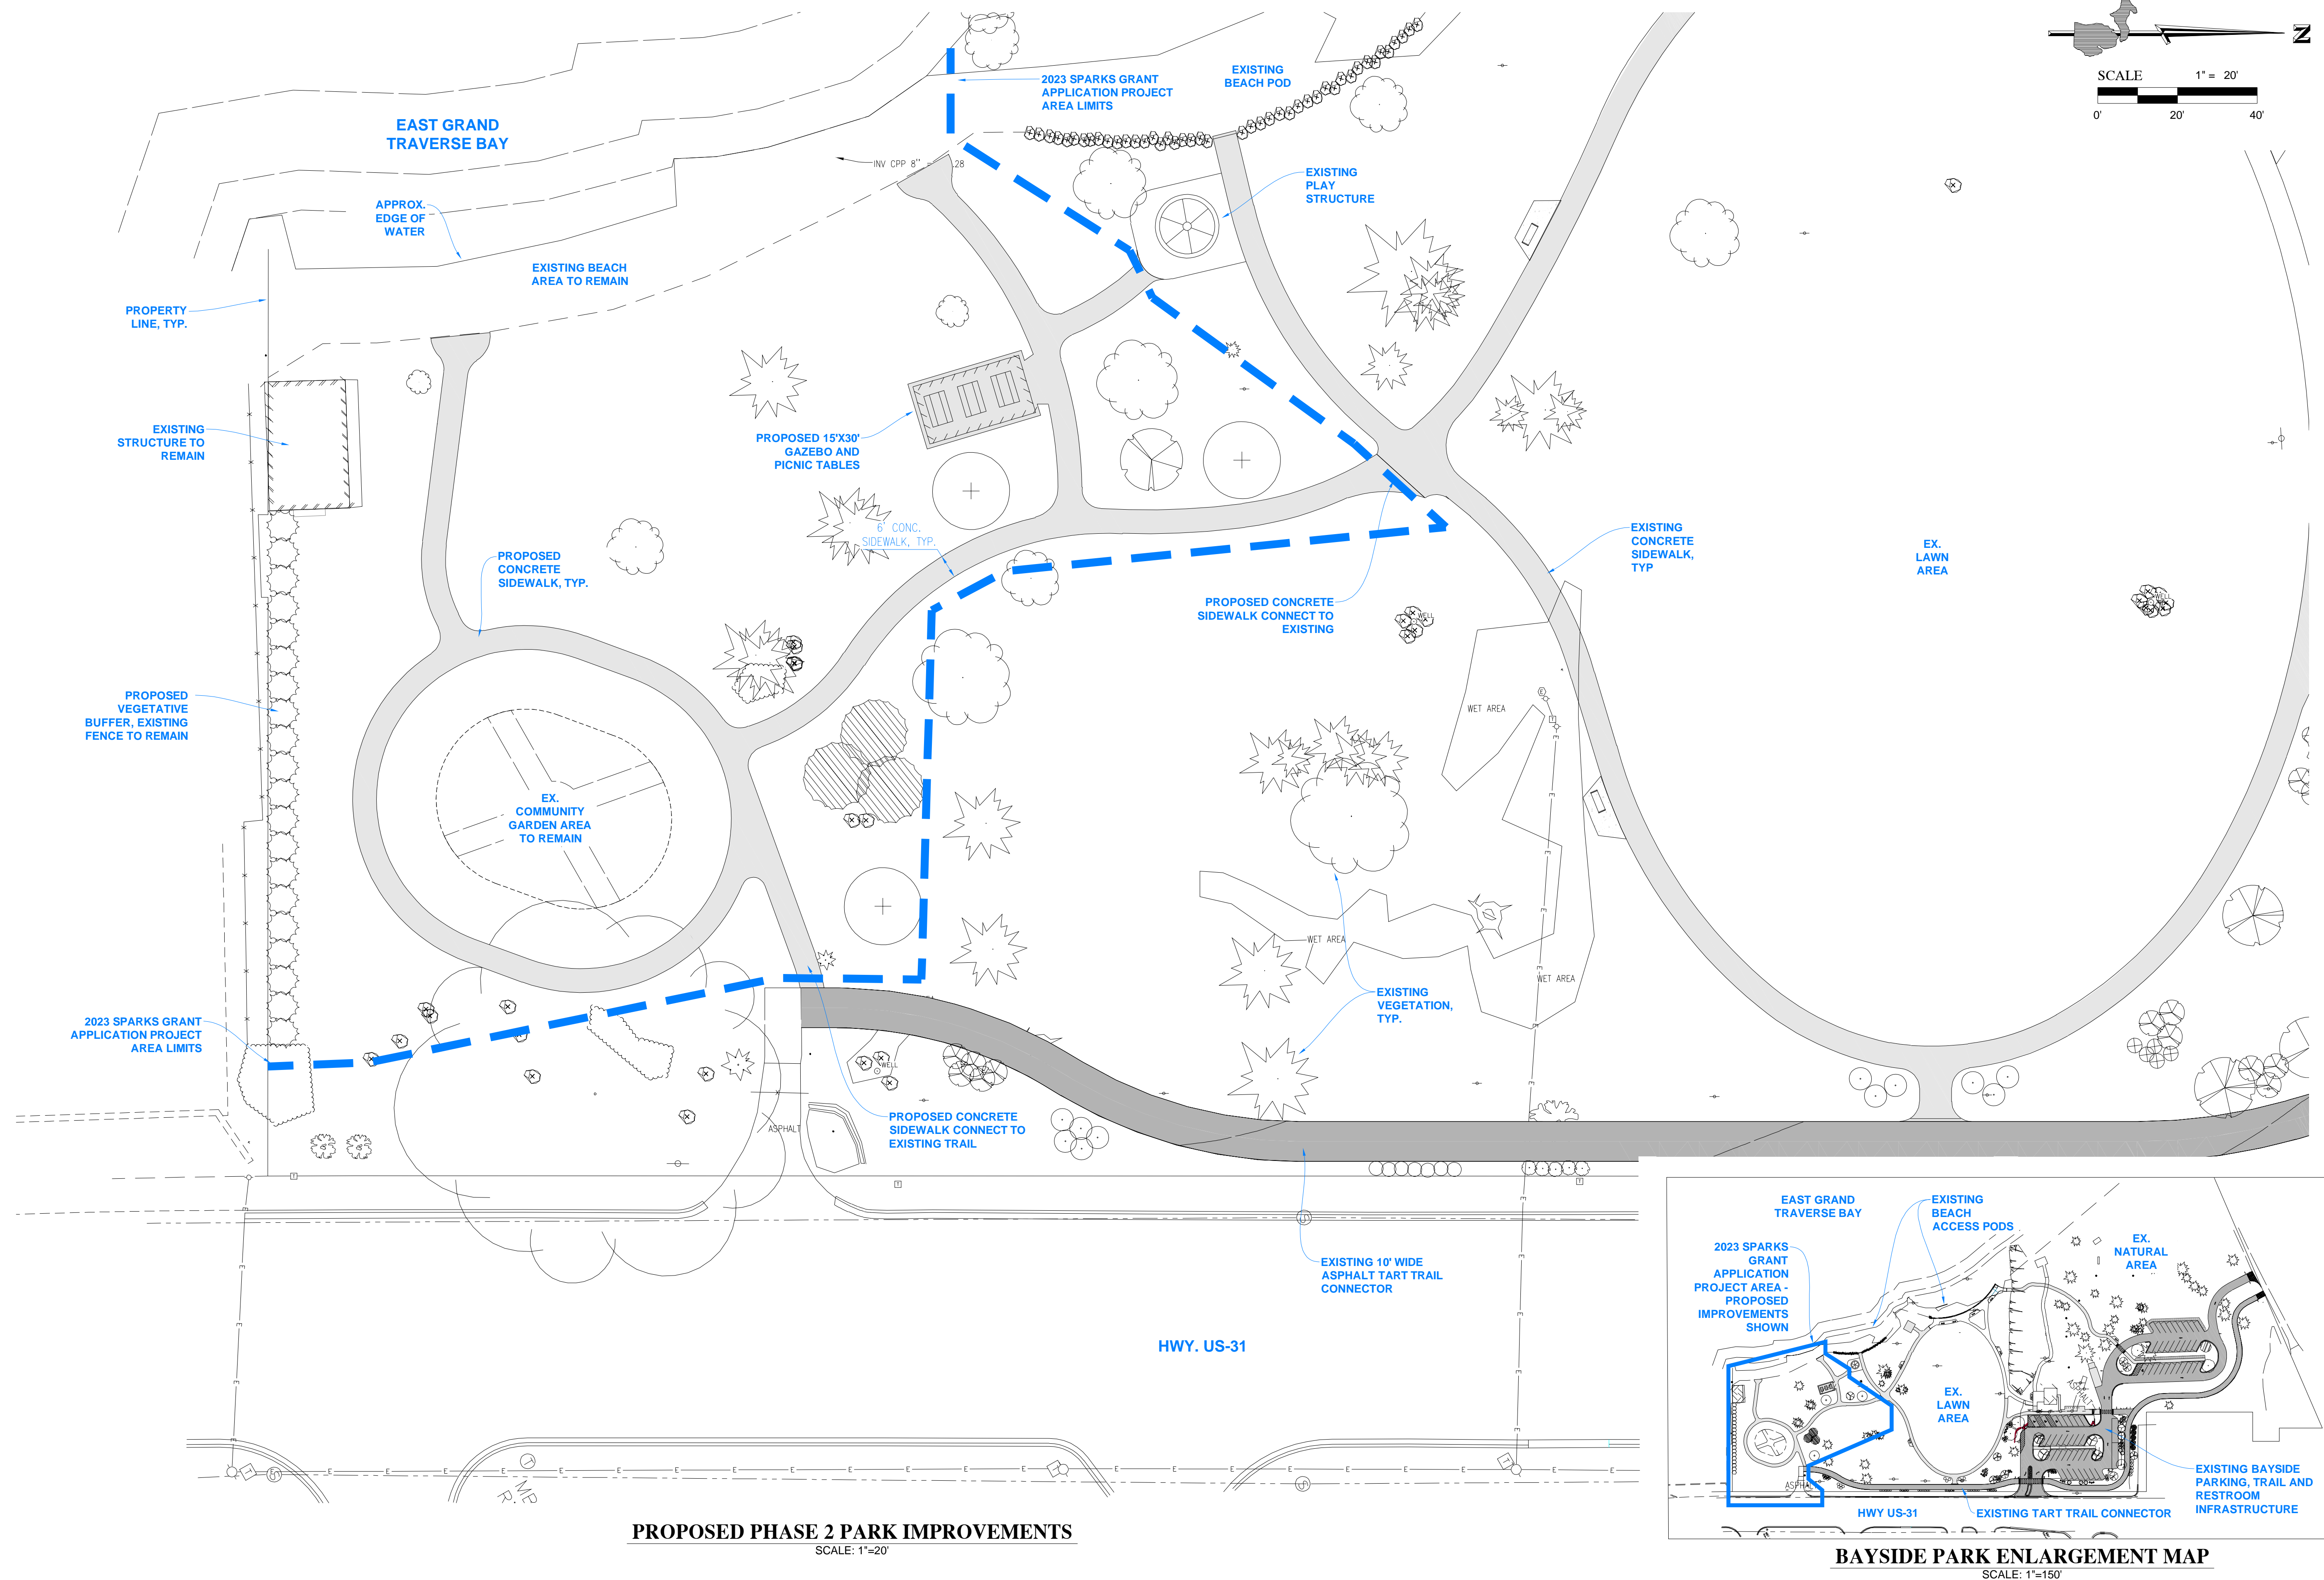 N
SCALE 1" = 20'
0' 20' 40'
2023 SPARKS GRANT
APPLICATION PROJECT
AREA LIMITS
EXISTING
BEACH POD
EAST GRAND
TRAVERSE BAY
INV CPP 8" = .28
EXISTING
PLAY
STRUCTURE
APPROX.
EDGE OF
WATER
EXISTING BEACH
AREA TO REMAIN
PROPERTY
LINE, TYP.
EXISTING
STRUCTURE TO
REMAIN
PROPOSED 15'X30'
GAZEBO AND
PICNIC TABLES
6' CONC.
SIDEWALK, TYP.
PROPOSED
CONCRETE
SIDEWALK, TYP.
EXISTING
CONCRETE
SIDEWALK,
TYP
EX.
LAWN
AREA
PROPOSED CONCRETE
SIDEWALK CONNECT TO
EXISTING
WELL
WELL
PROPOSED
VEGETATIVE
BUFFER, EXISTING
FENCE TO REMAIN
WET AREA
EX.
COMMUNITY
GARDEN AREA
TO REMAIN
WET AREA
WET AREA
2023 SPARKS GRANT
APPLICATION PROJECT
AREA LIMITS
EXISTING
VEGETATION,
TYP.
WELL
ASPHALT
PROPOSED CONCRETE
SIDEWALK CONNECT TO
EXISTING TRAIL
EXISTING 10' WIDE
ASPHALT TART TRAIL
CONNECTOR
HWY. US-31
PROPOSED PHASE 2 PARK IMPROVEMENTS
SCALE: 1"=20'
EAST GRAND
TRAVERSE BAY
EXISTING
BEACH
ACCESS PODS
2023 SPARKS
GRANT
APPLICATION
PROJECT AREA -
PROPOSED
IMPROVEMENTS
SHOWN
EX.
NATURAL
AREA
EX.
LAWN
AREA
ASPHALT
ASPHALT
EXISTING BAYSIDE
PARKING, TRAIL AND
RESTROOM
INFRASTRUCTURE
HWY US-31
EXISTING TART TRAIL CONNECTOR
BAYSIDE PARK ENLARGEMENT MAP
SCALE: 1"=150'